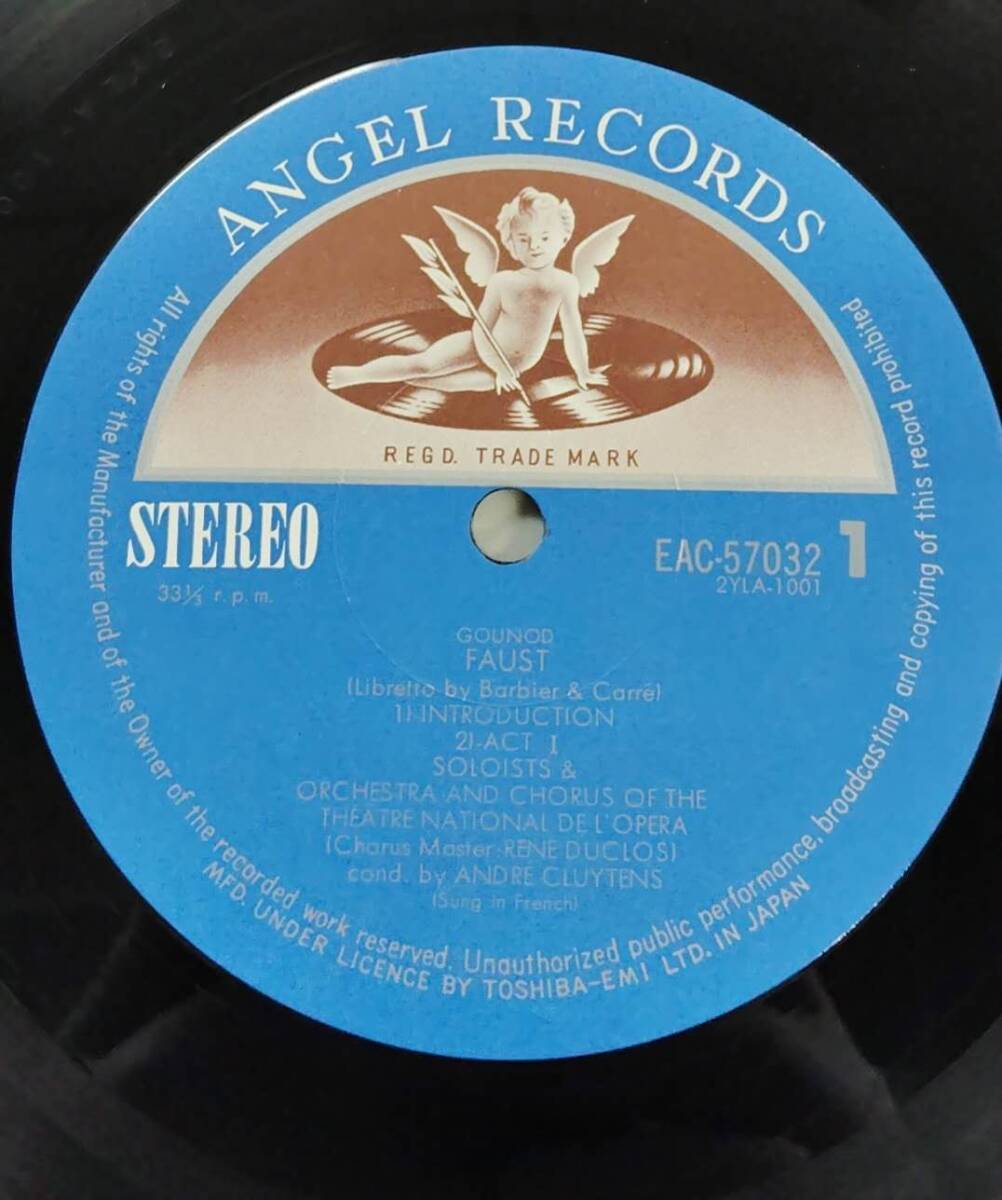 ANGEL RECORDS
REGD. TRADE MARK
STEREO
33⅓ r.p.m.
EAC-57032 1
2YLA-1001
GOUNOD
FAUST
(Libretto by Barbier & Carré)
1) INTRODUCTION
2)-ACT I
SOLOISTS &
ORCHESTRA AND CHORUS OF THE
THEATRE NATIONAL DE L'OPERA
(Chorus Master-RENE DUCLOS)
cond. by ANDRE CLUYTENS
(Sung in French)
All rights of the Manufacturer and of the Owner of the recorded work reserved. Unauthorized public performance, broadcasting and copying of this record prohibited
MFD. UNDER LICENCE BY TOSHIBA-EMI LTD. IN JAPAN